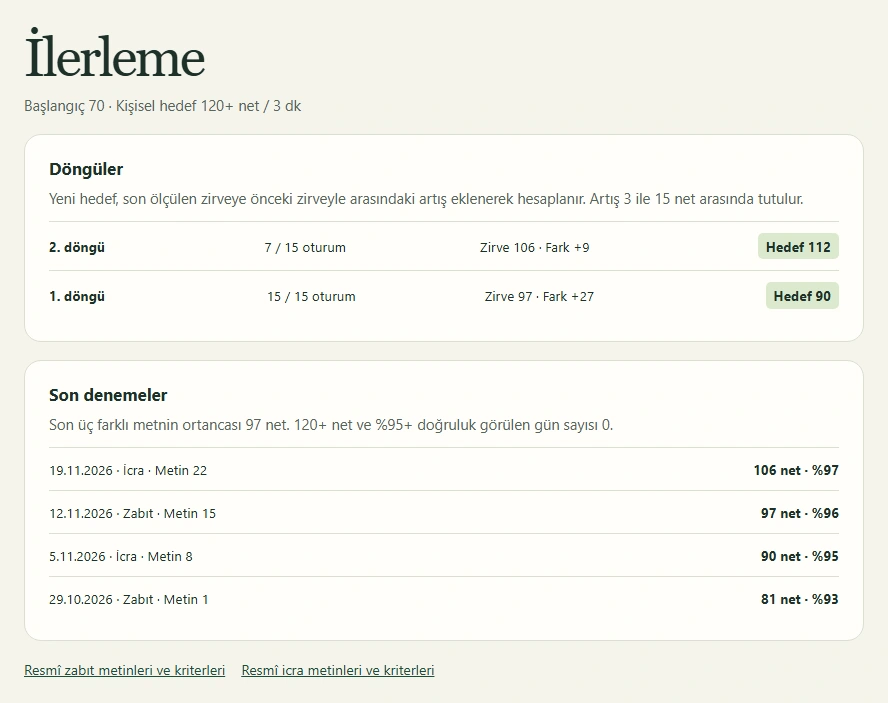 İlerleme
Başlangıç 70 · Kişisel hedef 120+ net / 3 dk
Döngüler
Yeni hedef, son ölçülen zirveye önceki zirveyle arasındaki artış eklenerek hesaplanır. Artış 3 ile 15 net arasında tutulur.
2. döngü 7 / 15 oturum Zirve 106 · Fark +9 Hedef 112
1. döngü 15 / 15 oturum Zirve 97 · Fark +27 Hedef 90
Son denemeler
Son üç farklı metnin ortancası 97 net. 120+ net ve %95+ doğruluk görülen gün sayısı 0.
19.11.2026 · İcra · Metin 22 106 net · %97
12.11.2026 · Zabıt · Metin 15 97 net · %96
5.11.2026 · İcra · Metin 8 90 net · %95
29.10.2026 · Zabıt · Metin 1 81 net · %93
Resmî zabıt metinleri ve kriterleri Resmî icra metinleri ve kriterleri